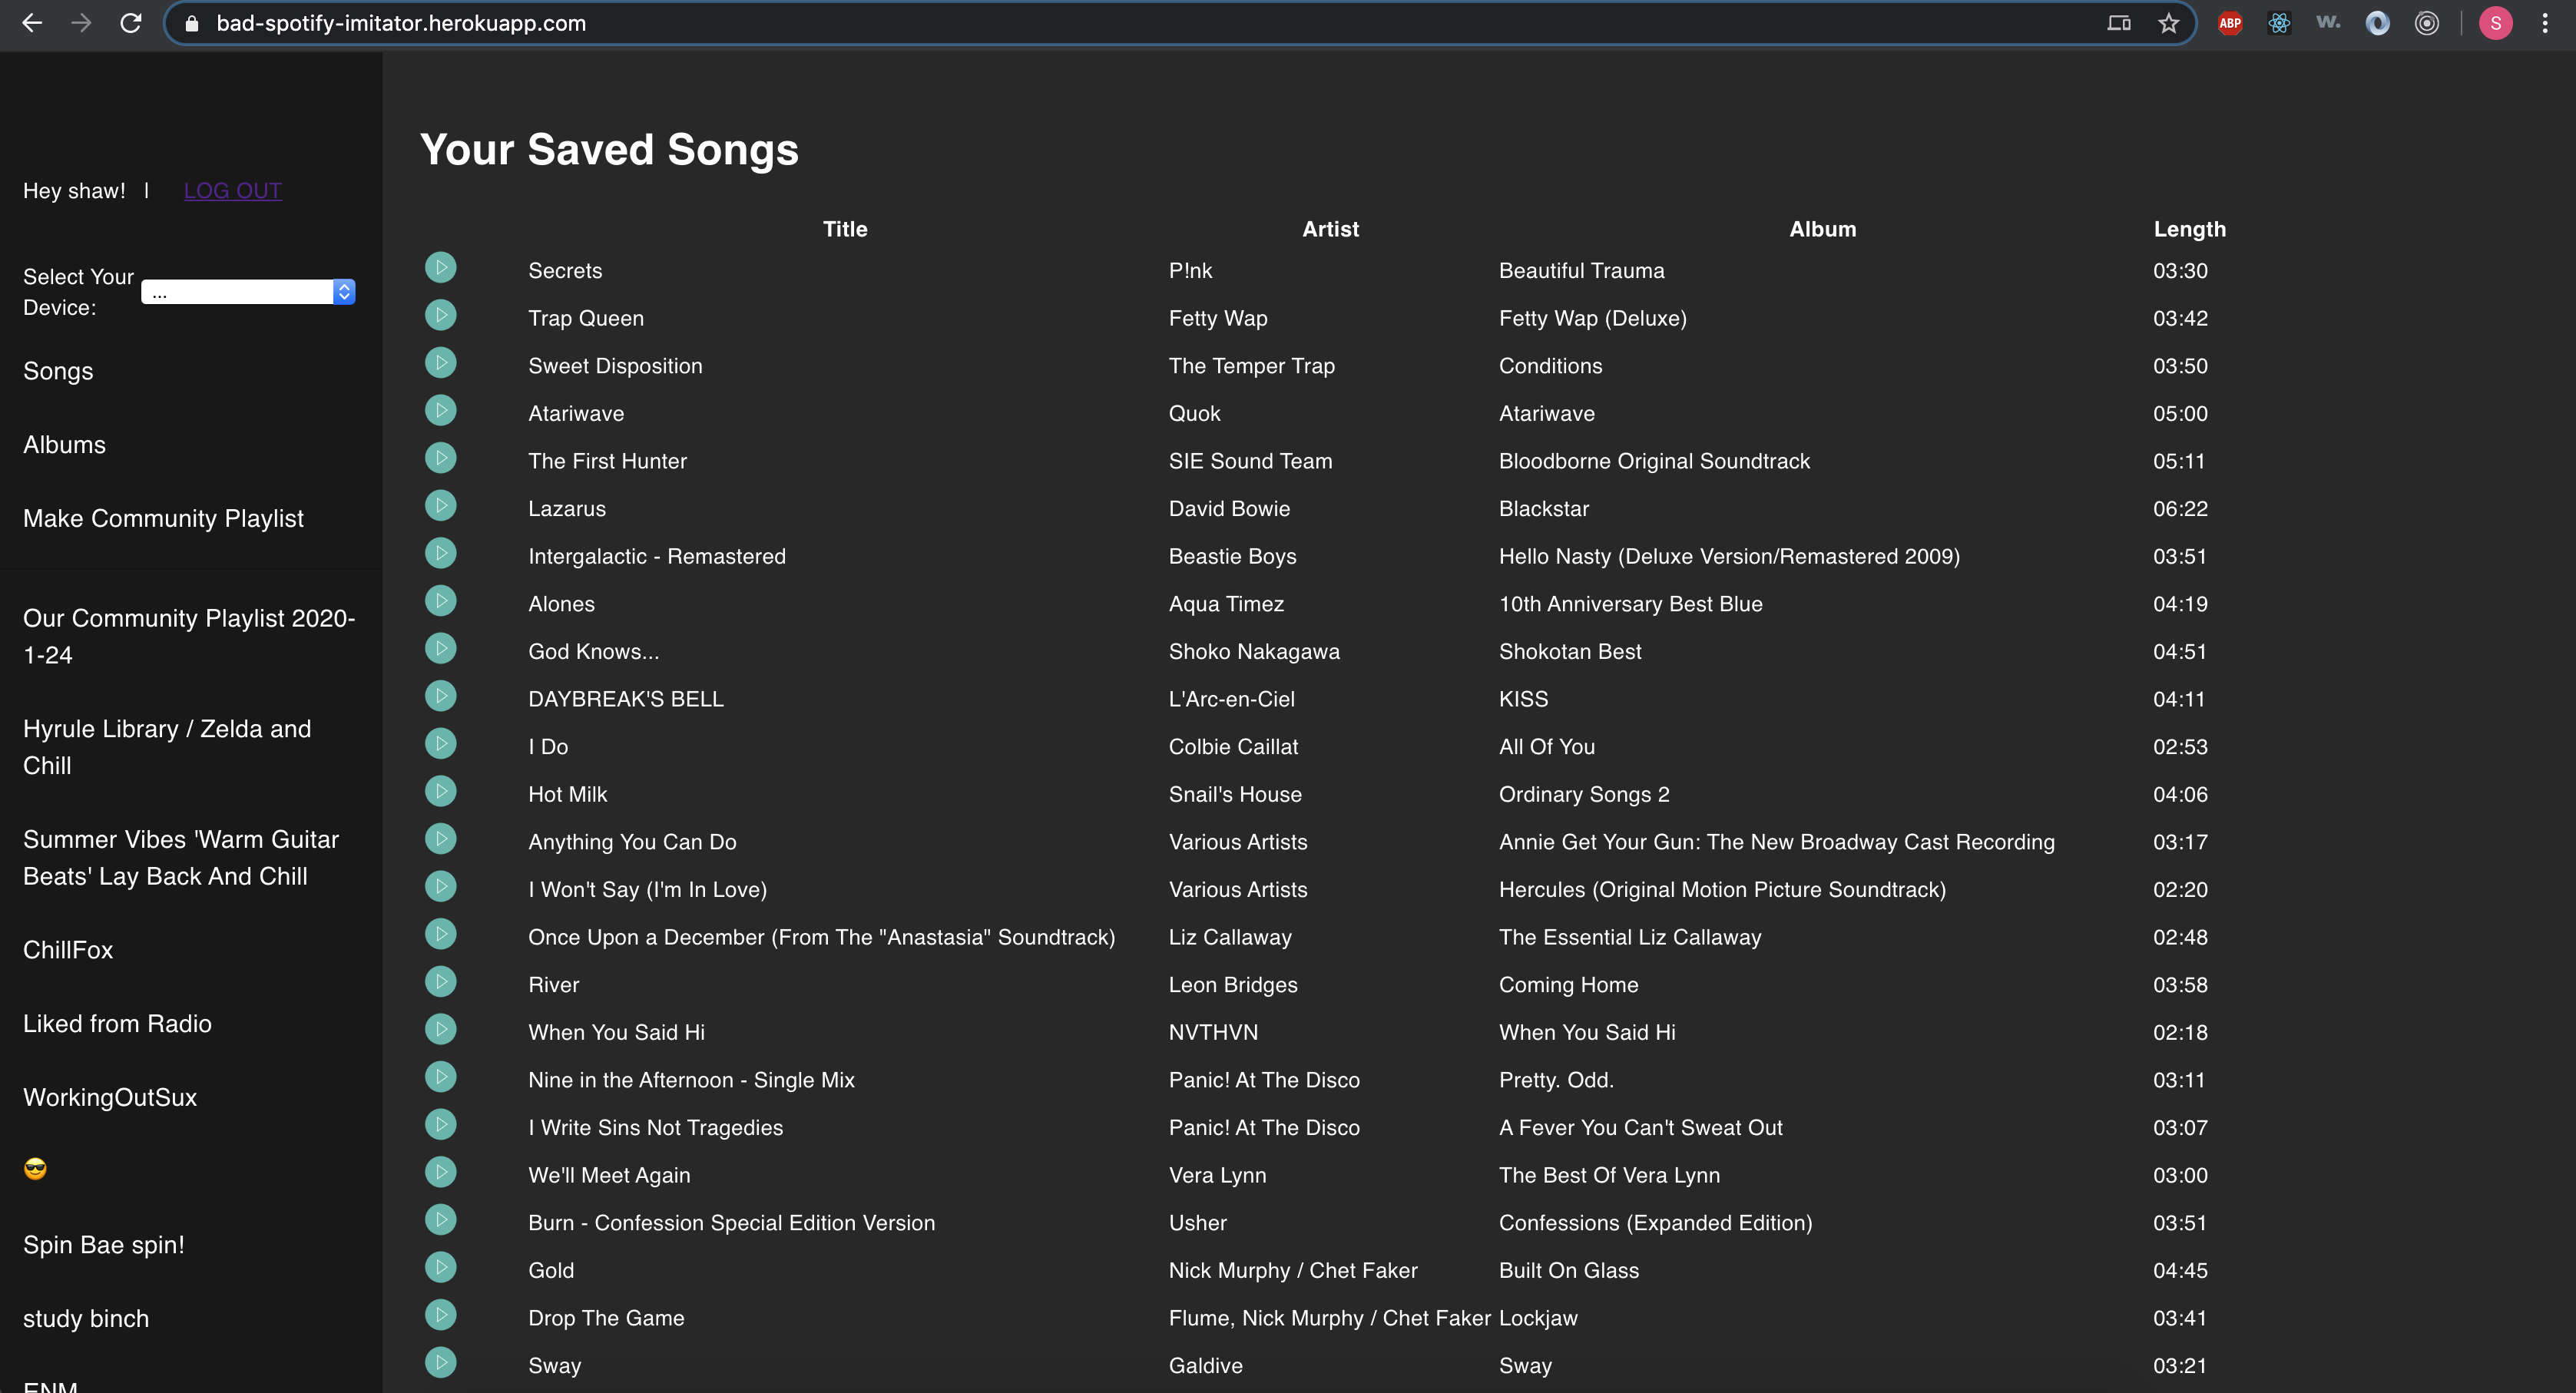 bad-spotify-imitator.herokuapp.com
ABP
w.
S
Hey shaw! | LOG OUT
Select Your
Device:
...
Songs
Albums
Make Community Playlist
Our Community Playlist 2020-
1-24
Hyrule Library / Zelda and
Chill
Summer Vibes 'Warm Guitar
Beats' Lay Back And Chill
ChillFox
Liked from Radio
WorkingOutSux
😎
Spin Bae spin!
study binch
Your Saved Songs
Title Artist Album Length
Secrets P!nk Beautiful Trauma 03:30
Trap Queen Fetty Wap Fetty Wap (Deluxe) 03:42
Sweet Disposition The Temper Trap Conditions 03:50
Atariwave Quok Atariwave 05:00
The First Hunter SIE Sound Team Bloodborne Original Soundtrack 05:11
Lazarus David Bowie Blackstar 06:22
Intergalactic - Remastered Beastie Boys Hello Nasty (Deluxe Version/Remastered 2009) 03:51
Alones Aqua Timez 10th Anniversary Best Blue 04:19
God Knows... Shoko Nakagawa Shokotan Best 04:51
DAYBREAK'S BELL L'Arc-en-Ciel KISS 04:11
I Do Colbie Caillat All Of You 02:53
Hot Milk Snail's House Ordinary Songs 2 04:06
Anything You Can Do Various Artists Annie Get Your Gun: The New Broadway Cast Recording 03:17
I Won't Say (I'm In Love) Various Artists Hercules (Original Motion Picture Soundtrack) 02:20
Once Upon a December (From The "Anastasia" Soundtrack) Liz Callaway The Essential Liz Callaway 02:48
River Leon Bridges Coming Home 03:58
When You Said Hi NVTHVN When You Said Hi 02:18
Nine in the Afternoon - Single Mix Panic! At The Disco Pretty. Odd. 03:11
I Write Sins Not Tragedies Panic! At The Disco A Fever You Can't Sweat Out 03:07
We'll Meet Again Vera Lynn The Best Of Vera Lynn 03:00
Burn - Confession Special Edition Version Usher Confessions (Expanded Edition) 03:51
Gold Nick Murphy / Chet Faker Built On Glass 04:45
Drop The Game Flume, Nick Murphy / Chet Faker Lockjaw 03:41
Sway Galdive Sway 03:21